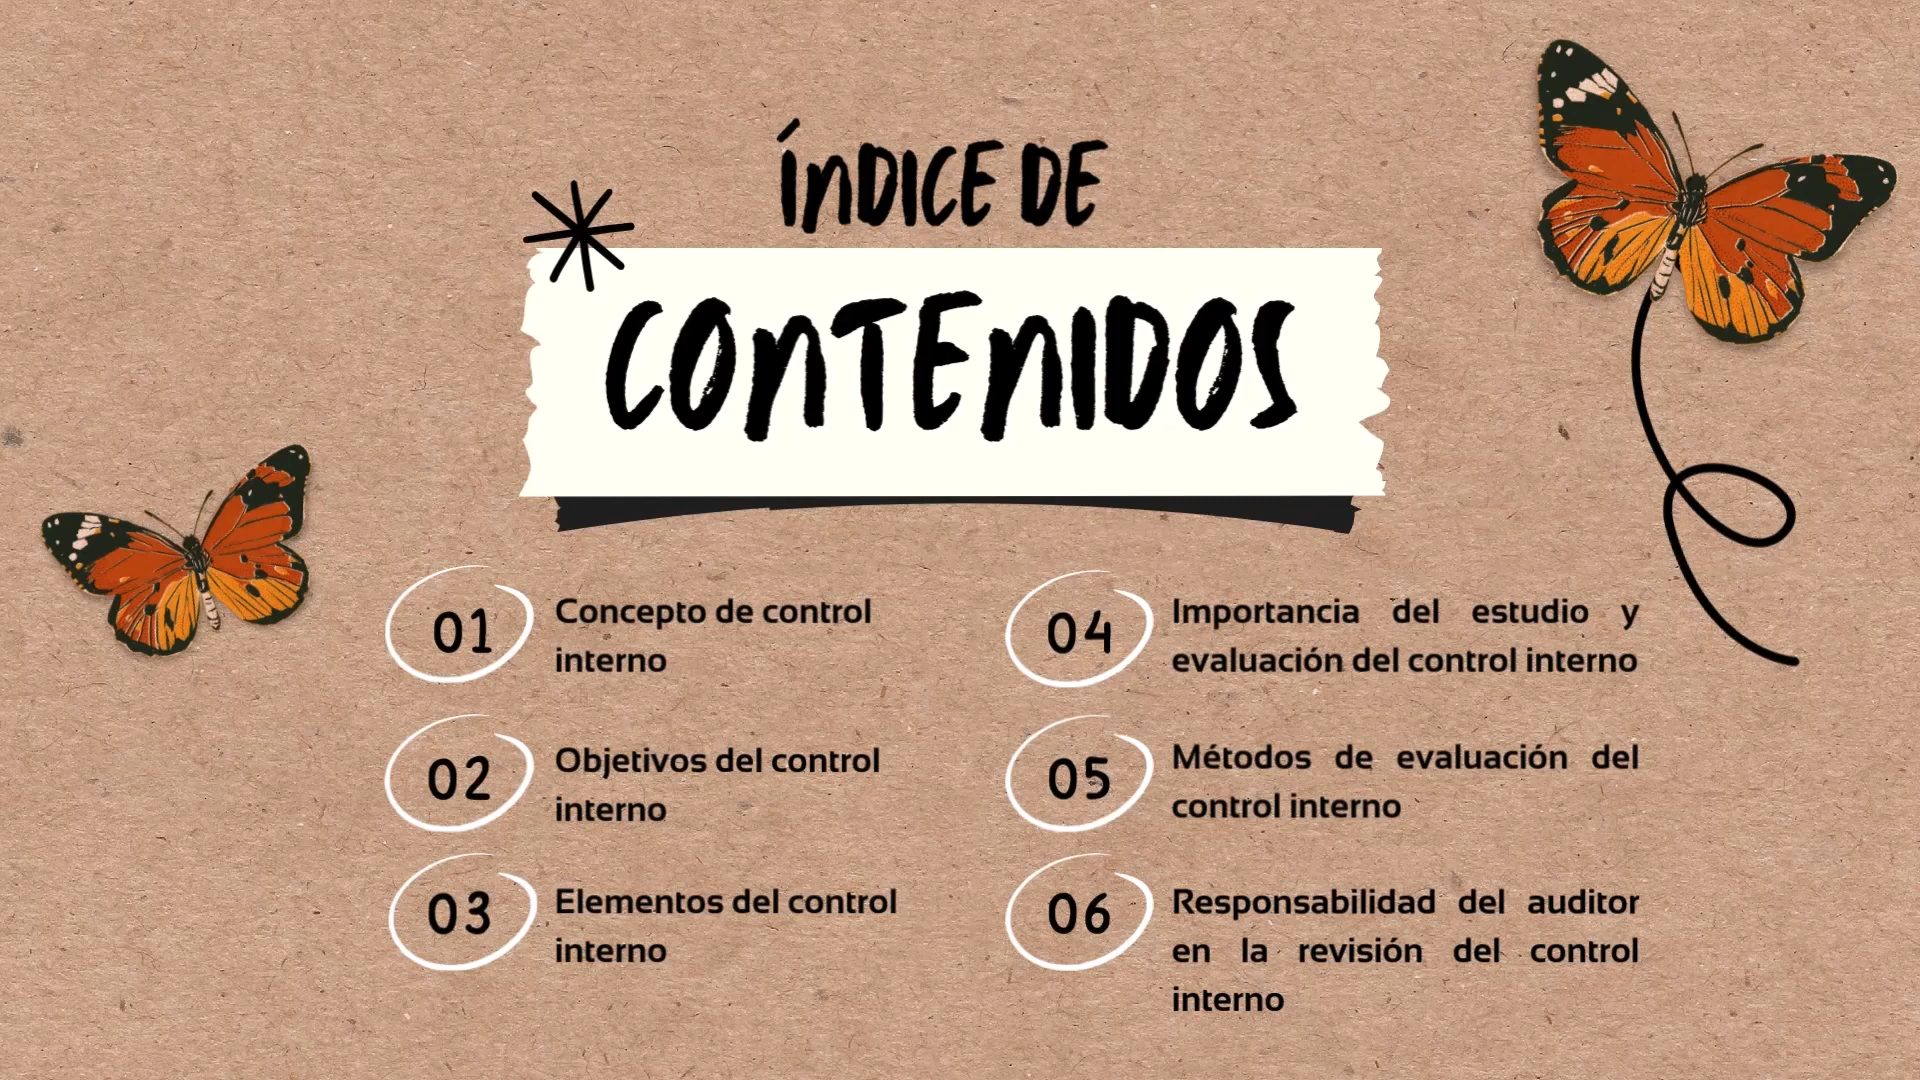 ÍNDICE DE
CONTENIDOS
01
Concepto de control
interno
02
Objetivos del control
interno
03
Elementos del control
interno
04
Importancia del estudio y
evaluación del control interno
05
Métodos de evaluación del
control interno
06
Responsabilidad del auditor
en la revisión del control
interno